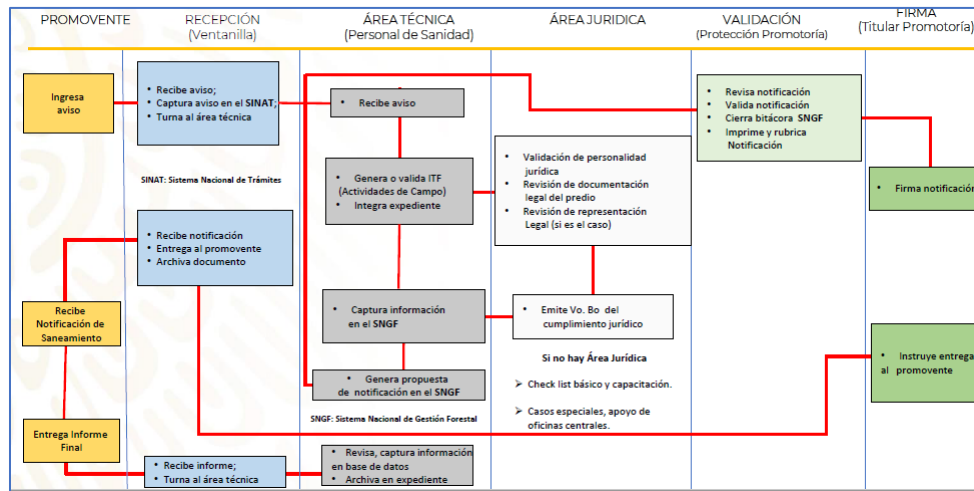 PROMOVENTE
RECEPCIÓN
(Ventanilla)
ÁREA TÉCNICA
(Personal de Sanidad)
ÁREA JURIDICA
VALIDACIÓN
(Protección Promotoría)
FIRMA
(Titular Promotoría)
Ingresa
aviso
• Recibe aviso;
• Captura aviso en el SINAT;
• Turna al área técnica
• Recibe aviso
• Revisa notificación
• Valida notificación
• Cierra bitácora SNGF
• Imprime y rubrica
Notificación
SINAT: Sistema Nacional de Trámites
• Genera o valida ITF
(Actividades de Campo)
• Integra expediente
• Validación de personalidad
jurídica
• Revisión de documentación
legal del predio
• Revisión de representación
Legal (si es el caso)
• Firma notificación
• Recibe notificación
• Entrega al promovente
• Archiva documento
Recibe
Notificación de
Saneamiento
• Captura información
en el SNGF
• Emite Vo. Bo del
cumplimiento jurídico
• Instruye entrega
al promovente
Si no hay Área Jurídica
➢ Check list básico y capacitación.
➢ Casos especiales, apoyo de
oficinas centrales.
• Genera propuesta
de notificación en el SNGF
SNGF: Sistema Nacional de Gestión Forestal
Entrega Informe
Final
• Recibe informe;
• Turna al área técnica
• Revisa, captura información
en base de datos
• Archiva en expediente